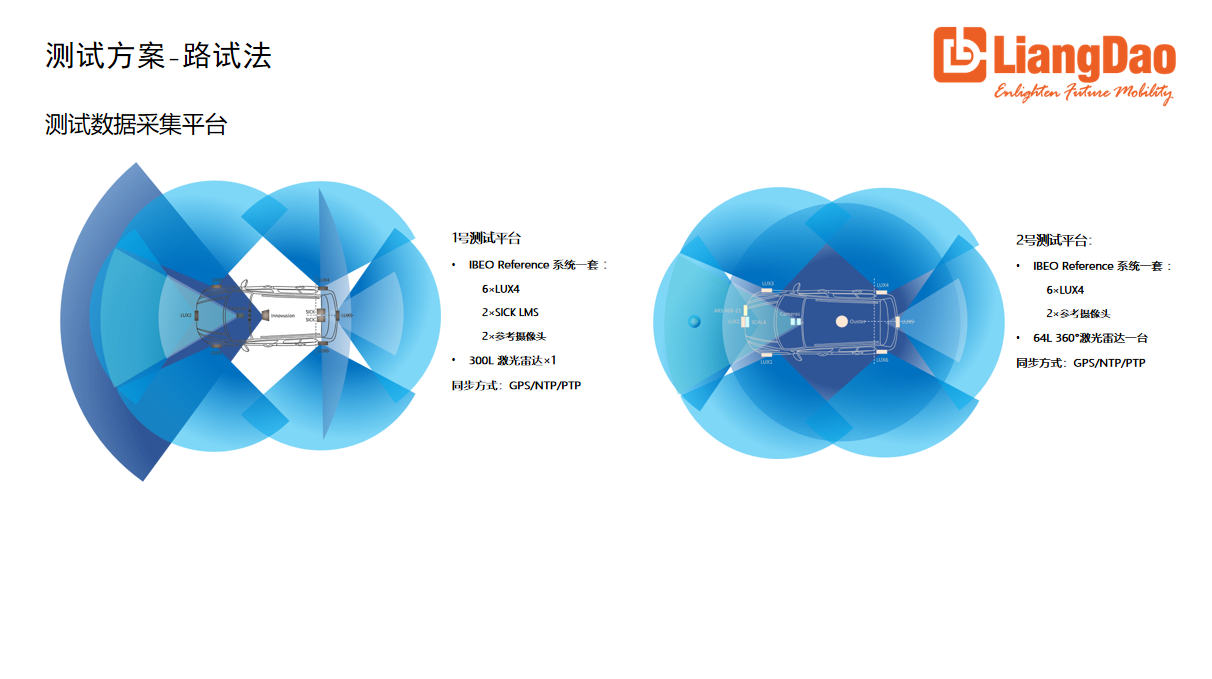 测试方案-路试法
LiangDao
Enlighten Future Mobility
测试数据采集平台
1号测试平台
• IBEO Reference 系统一套：
6×LUX4
2×SICK LMS
2×参考摄像头
• 300L 激光雷达×1
同步方式：GPS/NTP/PTP
LUX4
LUX2
Innovusion
SICK
SICK
2号测试平台:
• IBEO Reference 系统一套：
6×LUX4
2×参考摄像头
• 64L 360°激光雷达一台
同步方式：GPS/NTP/PTP
LUX3
LUX4
Cameras
LUX2
SCALA
Ouster
LUX5
LUX1
LUX6